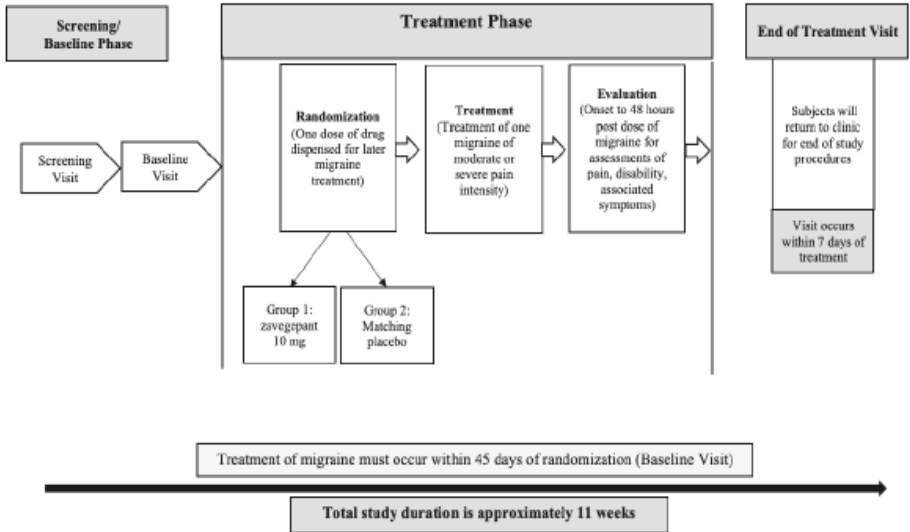 Screening/
Baseline Phase
Treatment Phase
End of Treatment Visit
Screening
Visit
Baseline
Visit
Randomization
(One dose of drug
dispensed for later
migraine
treatment)
Treatment
(Treatment of one
migraine of
moderate or
severe pain
intensity)
Evaluation
(Onset to 48 hours
post dose of
migraine for
assessments of
pain, disability,
associated
symptoms)
Subjects will
return to clinic
for end of study
procedures
Visit occurs
within 7 days of
treatment
Group 1:
zavegepant
10 mg
Group 2:
Matching
placebo
Treatment of migraine must occur within 45 days of randomization (Baseline Visit)
Total study duration is approximately 11 weeks